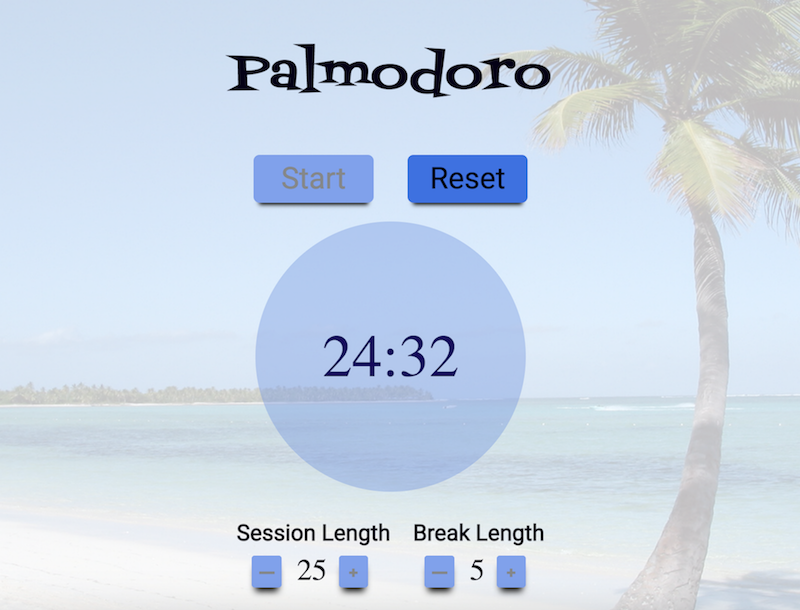 Palmodoro
Start Reset
24:32
Session Length Break Length
— 25 + — 5 +